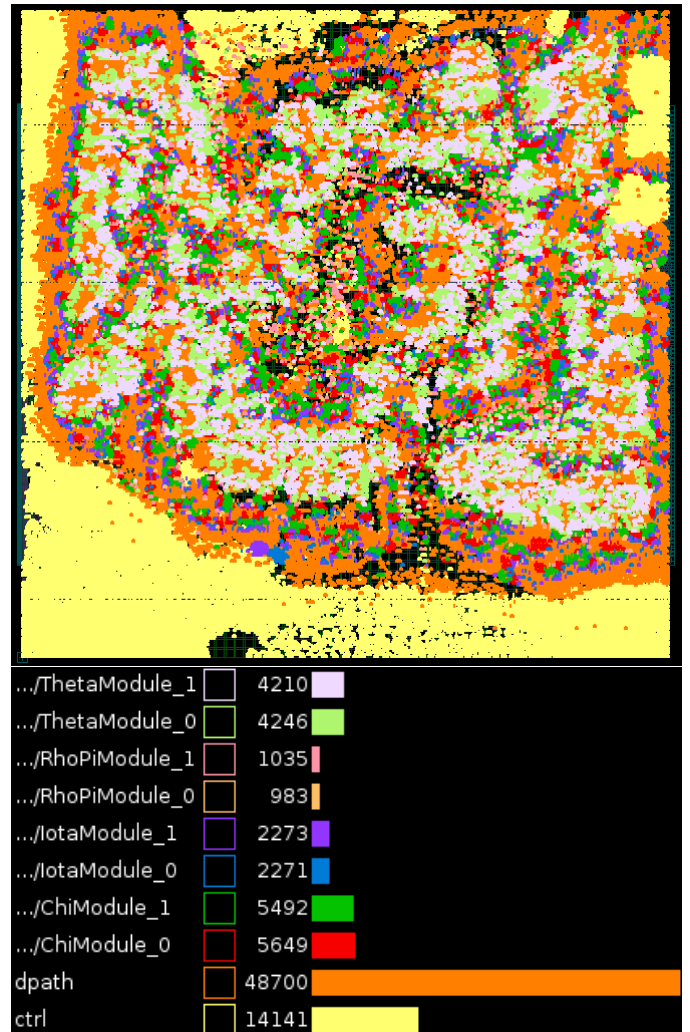 .../ThetaModule_1 4210
.../ThetaModule_0 4246
.../RhoPiModule_1 1035
.../RhoPiModule_0 983
.../IotaModule_1 2273
.../IotaModule_0 2271
.../ChiModule_1 5492
.../ChiModule_0 5649
dpath 48700
ctrl 14141